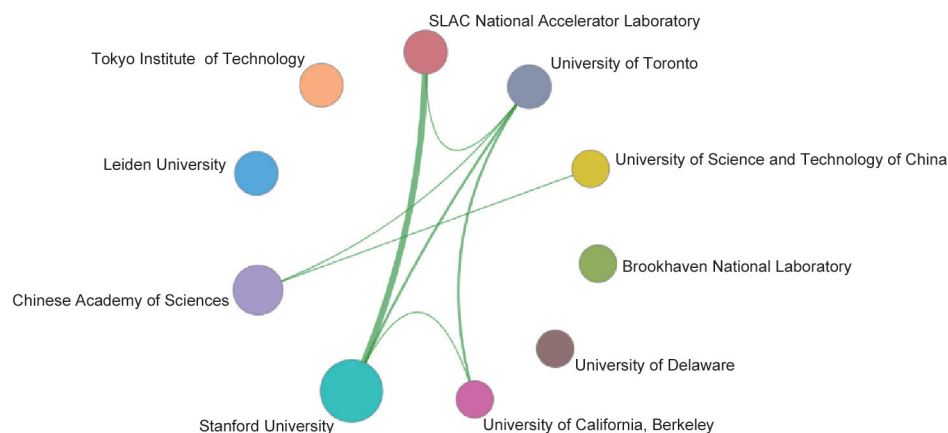 SLAC National Accelerator Laboratory
Tokyo Institute of Technology
University of Toronto
Leiden University
University of Science and Technology of China
Chinese Academy of Sciences
Brookhaven National Laboratory
University of Delaware
Stanford University
University of California, Berkeley